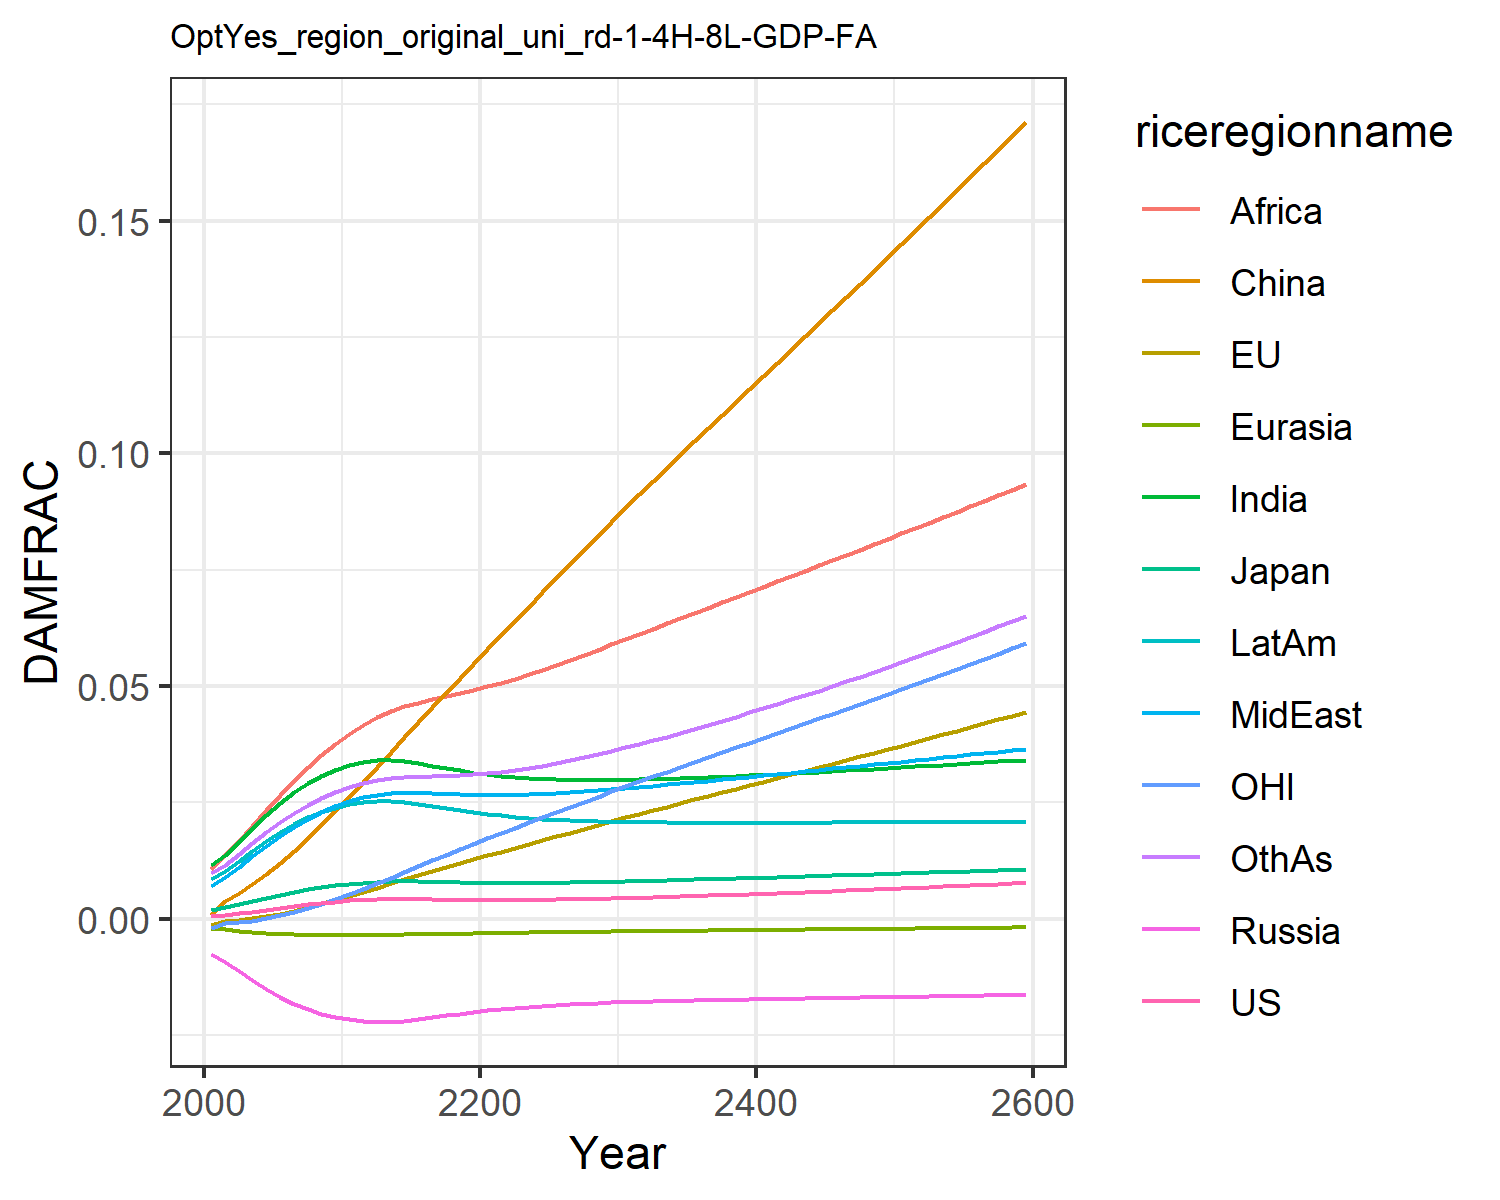 OptYes_region_original_uni_rd-1-4H-8L-GDP-FA
DAMFRAC
0.15
0.10
0.05
0.00
2000 2200 2400 2600
Year
riceregionname
Africa
China
EU
Eurasia
India
Japan
LatAm
MidEast
OHI
OthAs
Russia
US